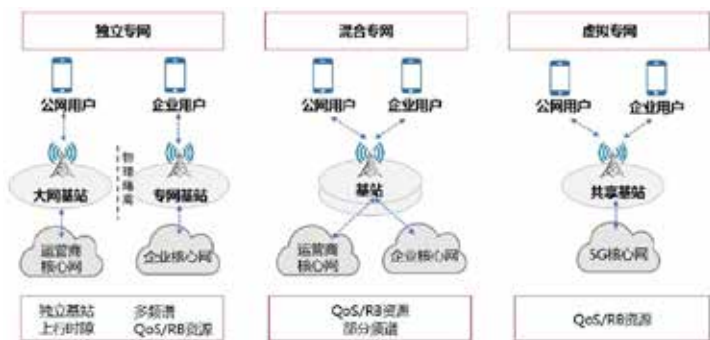 独立专网
公网用户
企业用户
大网基站
物理隔离
专网基站
运营商
核心网
企业核心网
独立基站
多频谱
上行时隙
QoS/RB资源
混合专网
公网用户
企业用户
基站
运营商
核心网
企业核心网
QoS/RB资源
部分频谱
虚拟专网
公网用户
企业用户
共享基站
5G核心网
QoS/RB资源